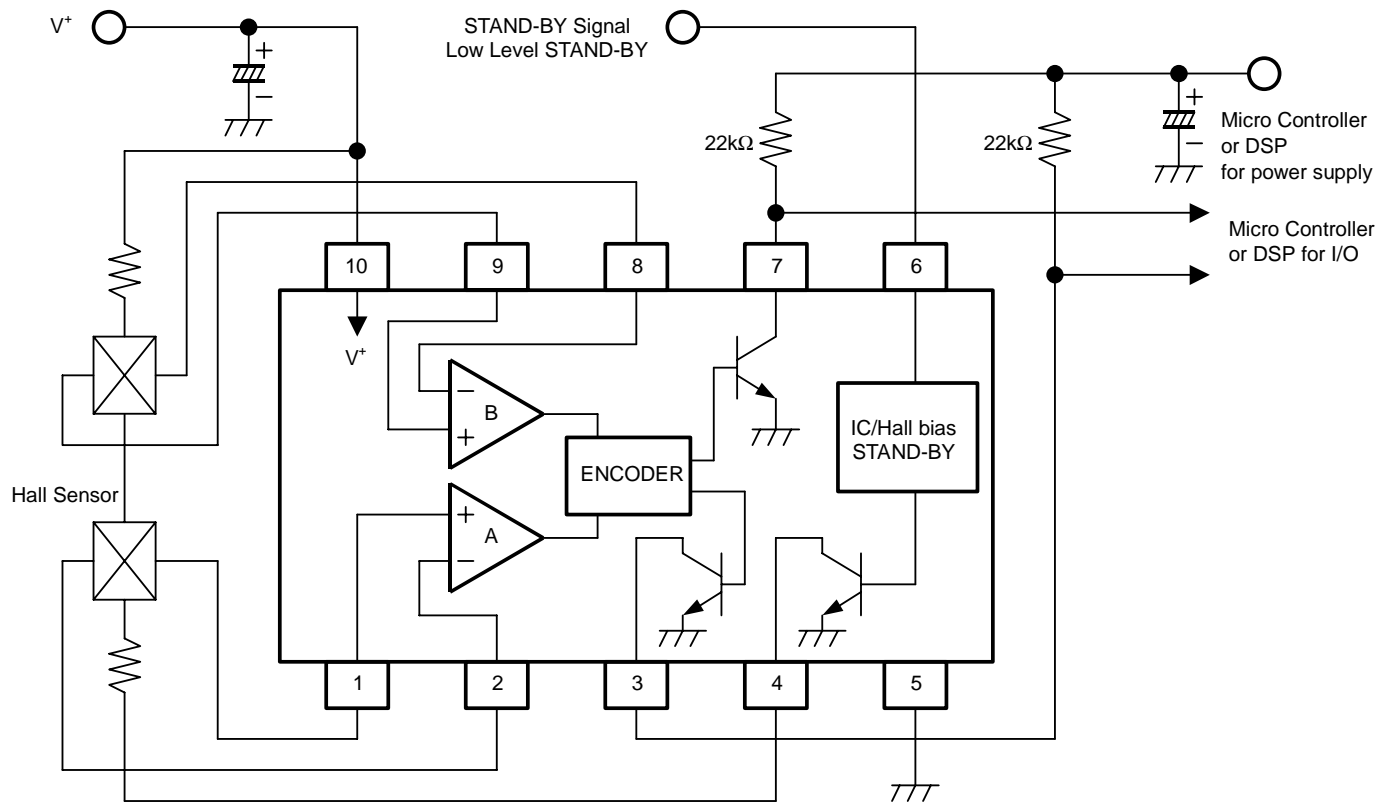 V+
STAND-BY Signal
Low Level STAND-BY
+
−
+
−
22kΩ
22kΩ
Micro Controller
or DSP
for power supply
Micro Controller
or DSP for I/O
10
9
8
7
6
V+
−
B
+
ENCODER
IC/Hall bias
STAND-BY
Hall Sensor
+
A
−
1
2
3
4
5